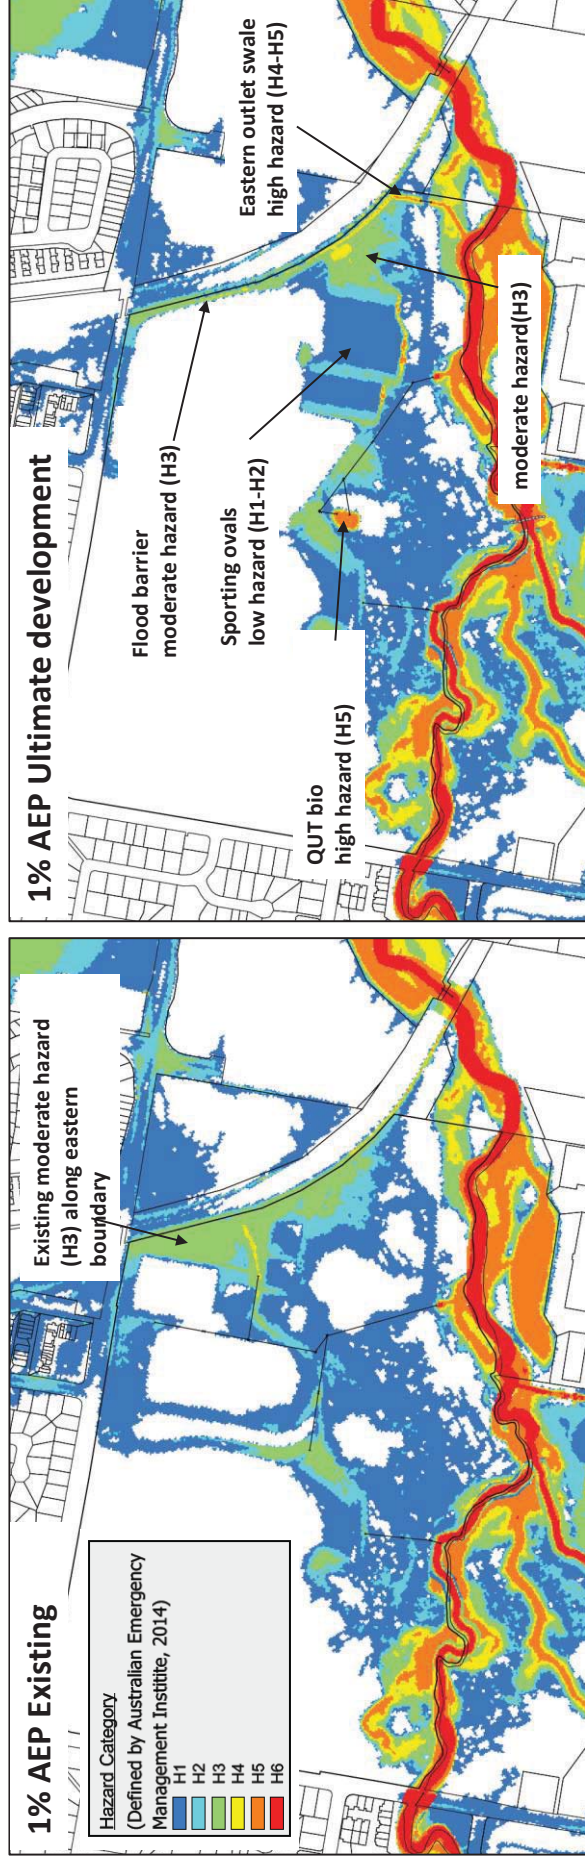 1% AEP Existing
Hazard Category
(Defined by Australian Emergency
Management Institite, 2014)
H1
H2
H3
H4
H5
H6
Existing moderate hazard
(H3) along eastern
boundary
1% AEP Ultimate development
Flood barrier
moderate hazard (H3)
Sporting ovals
low hazard (H1-H2)
QUT bio
high hazard (H5)
Eastern outlet swale
high hazard (H4-H5)
moderate hazard(H3)